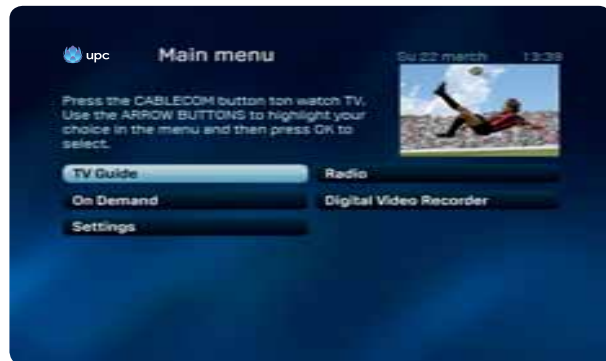 upc
Main menu
Su 22 march 13:39
Press the CABLECOM button ton watch TV.
Use the ARROW BUTTONS to highlight your
choice in the menu and then press OK to
select.
TV Guide
Radio
On Demand
Digital Video Recorder
Settings